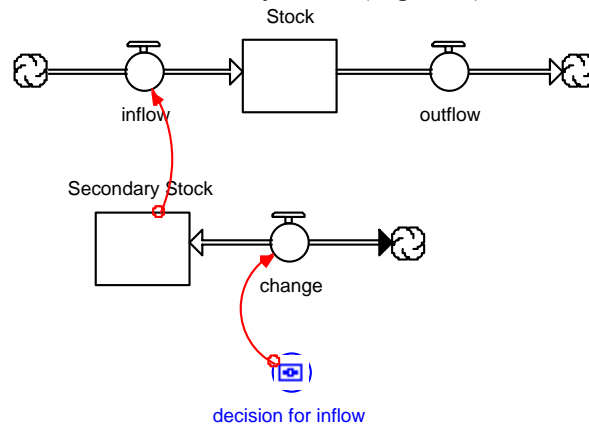 Stock
inflow
outflow
Secondary Stock
change
decision for inflow